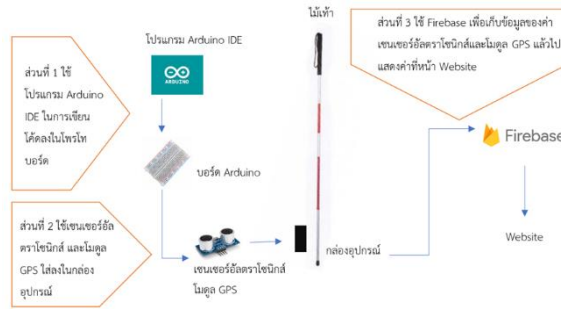 ไม้เท้า
โปรแกรม Arduino IDE
ARDUINO
ส่วนที่ 1 ใช้
โปรแกรม Arduino
IDE ในการเขียน
โค้ดลงในโพรโท
บอร์ด
บอร์ด Arduino
ส่วนที่ 2 ใช้เซนเซอร์อัล
ตราโซนิกส์ และโมดูล
GPS ใส่ลงในกล่อง
อุปกรณ์
เซนเซอร์อัลตราโซนิกส์
โมดูล GPS
กล่องอุปกรณ์
ส่วนที่ 3 ใช้ Firebase เพื่อเก็บข้อมูลของค่า
เซนเซอร์อัลตราโซนิกส์และโมดูล GPS แล้วไป
แสดงค่าที่หน้า Website
Firebase
Website